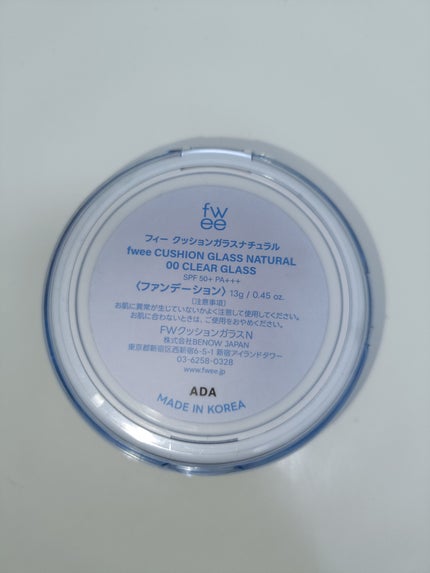 fw
ee
フィー クッションガラスナチュラル
fwee CUSHION GLASS NATURAL
00 CLEAR GLASS
SPF 50+ PA+++
〈ファンデーション〉 13g / 0.45 oz.
[注意事項]
お肌に異常が生じていないかよく注意して使用してください。
お肌に合わないときは、ご使用をおやめください。
FWクッションガラスN
株式会社BENOW JAPAN
東京都新宿区西新宿6-5-1 新宿アイランドタワー
03-6258-0328
www.fwee.jp
ADA
MADE IN KOREA